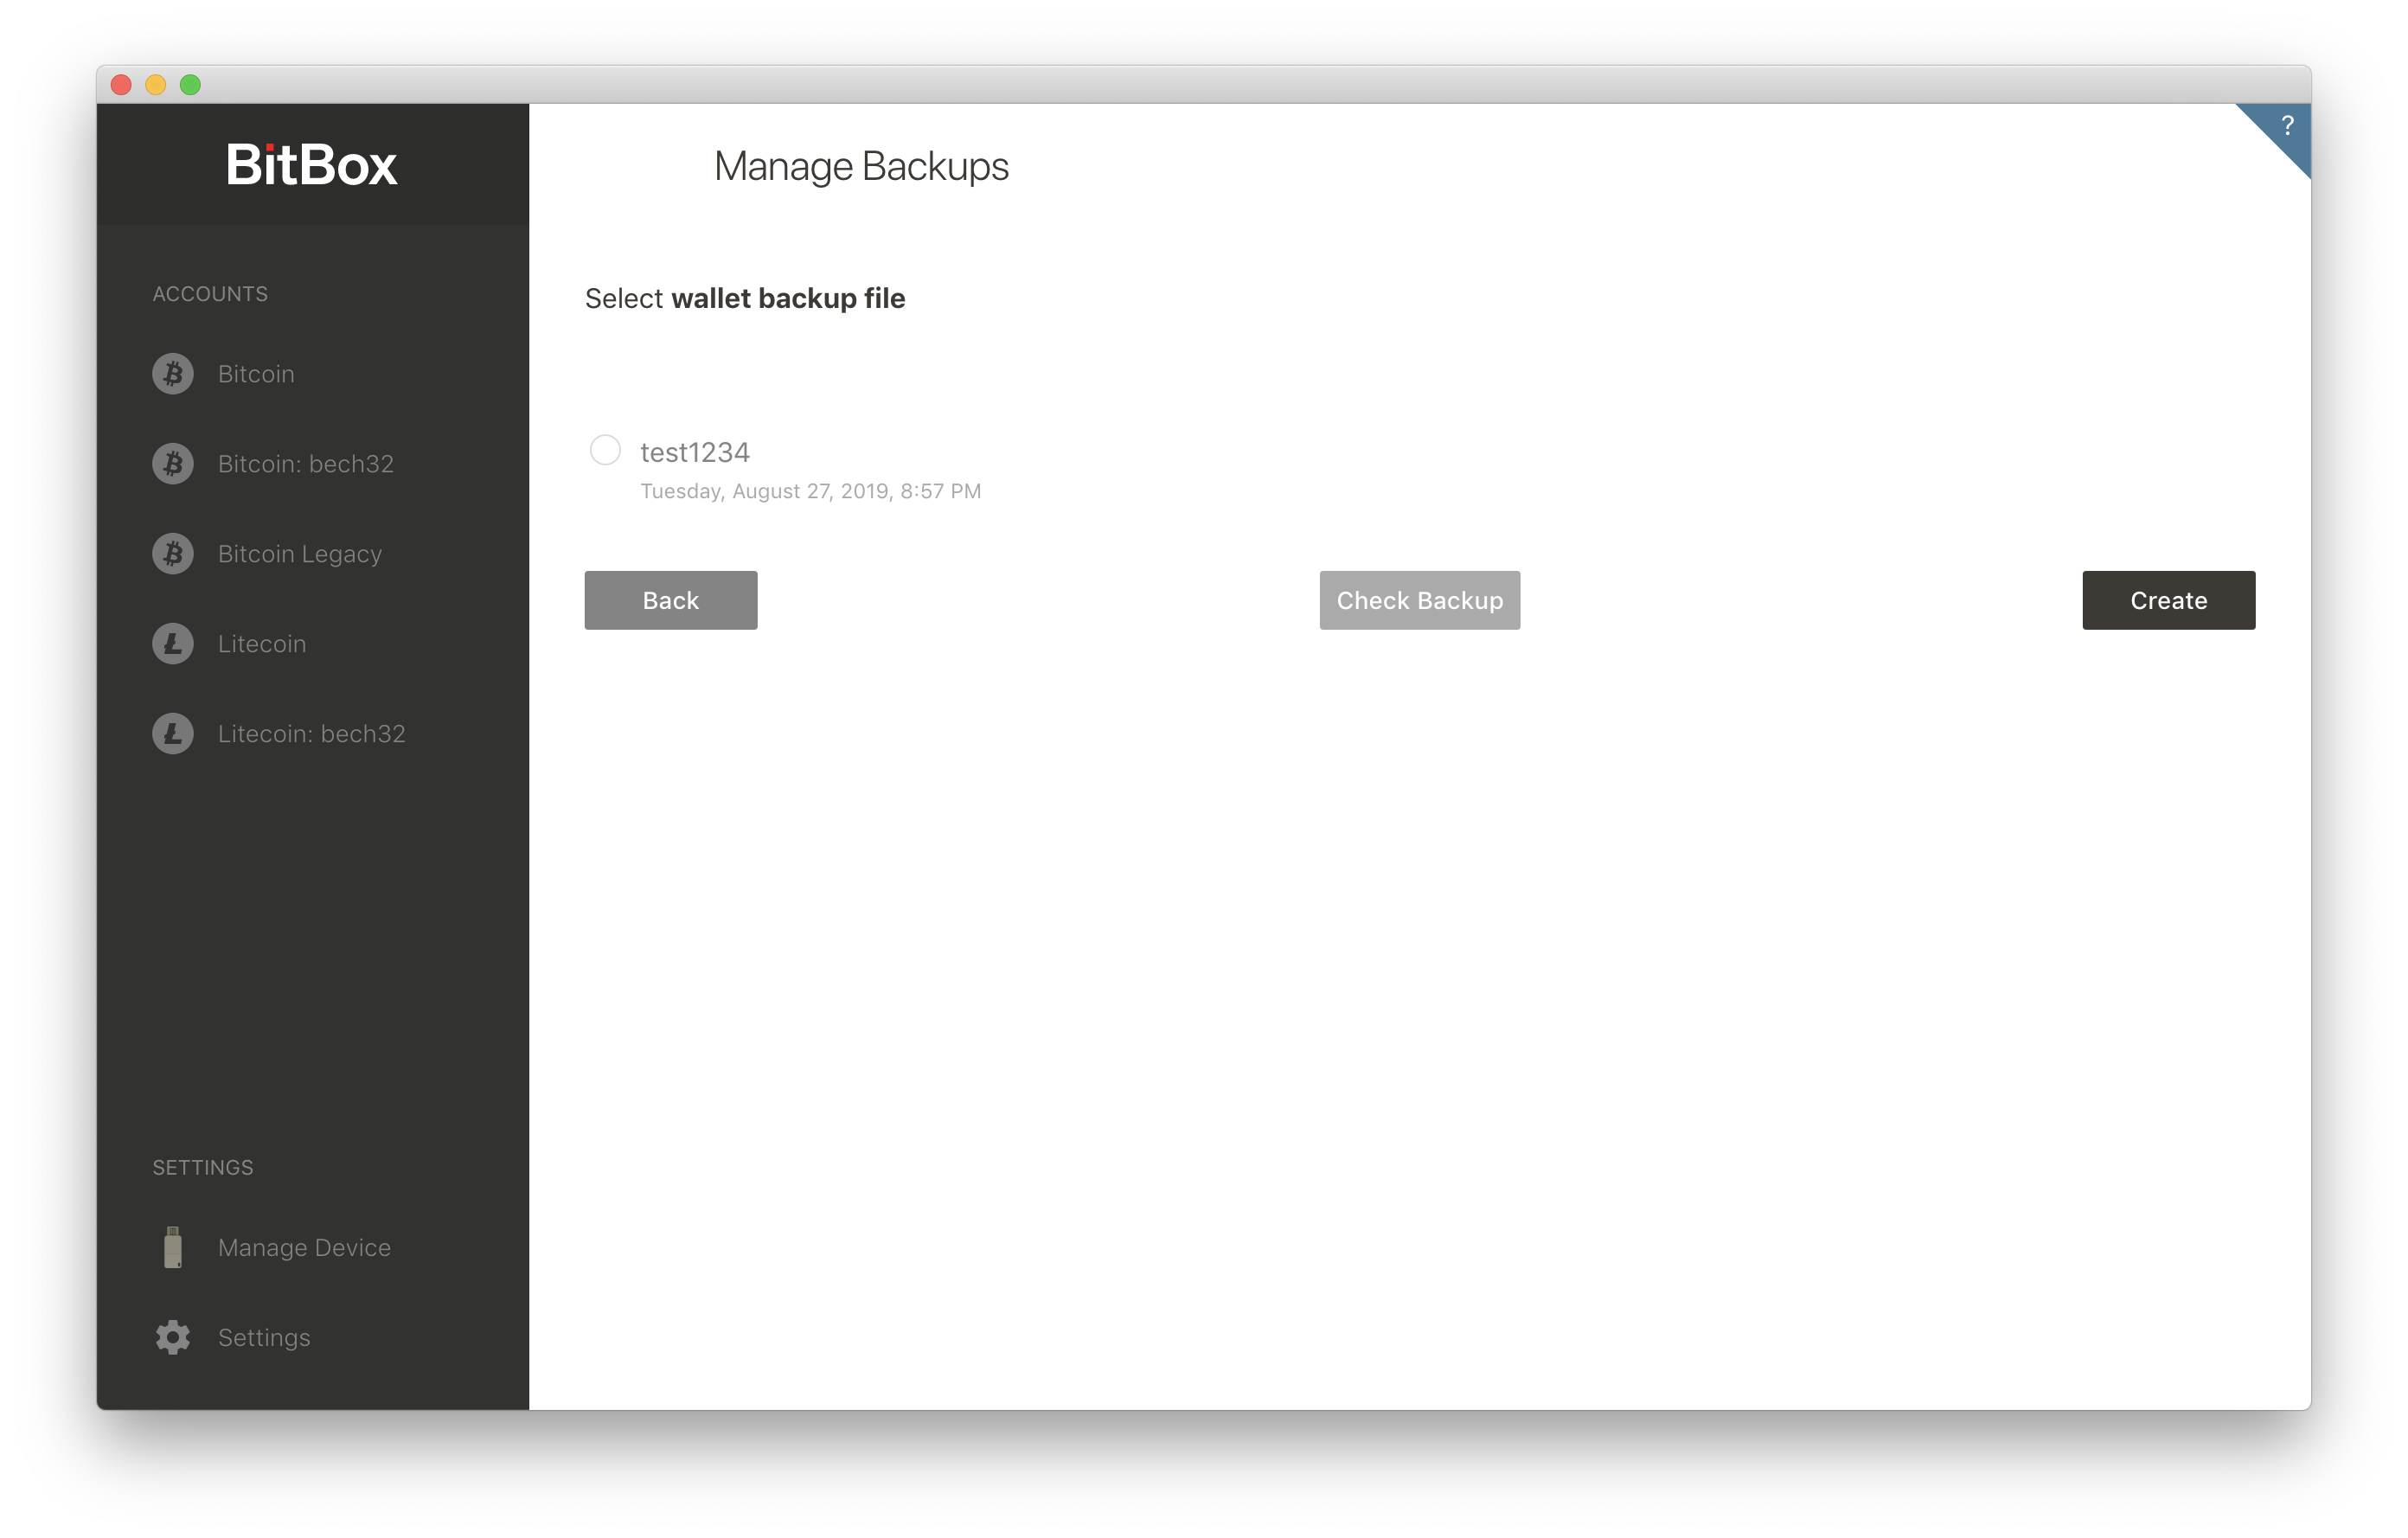 BitBox
ACCOUNTS
Bitcoin
Bitcoin: bech32
Bitcoin Legacy
Litecoin
Litecoin: bech32
SETTINGS
Manage Device
Settings
Manage Backups
?
Select wallet backup file
test1234
Tuesday, August 27, 2019, 8:57 PM
Back
Check Backup
Create